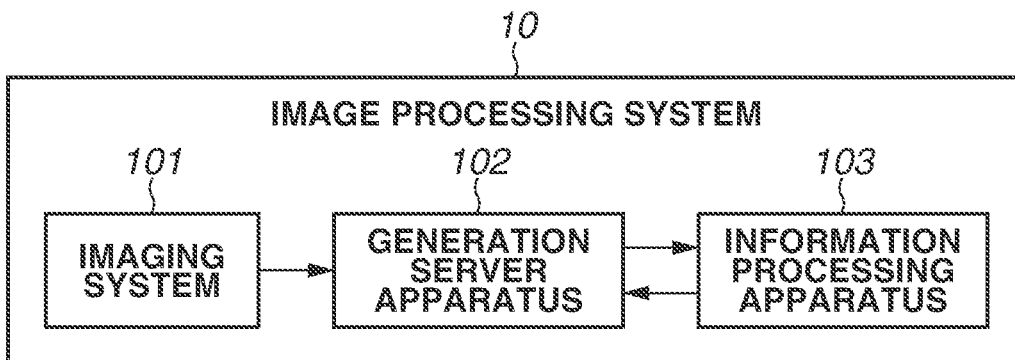 10
IMAGE PROCESSING SYSTEM
101
102
103
IMAGING
SYSTEM
GENERATION
SERVER
APPARATUS
INFORMATION
PROCESSING
APPARATUS